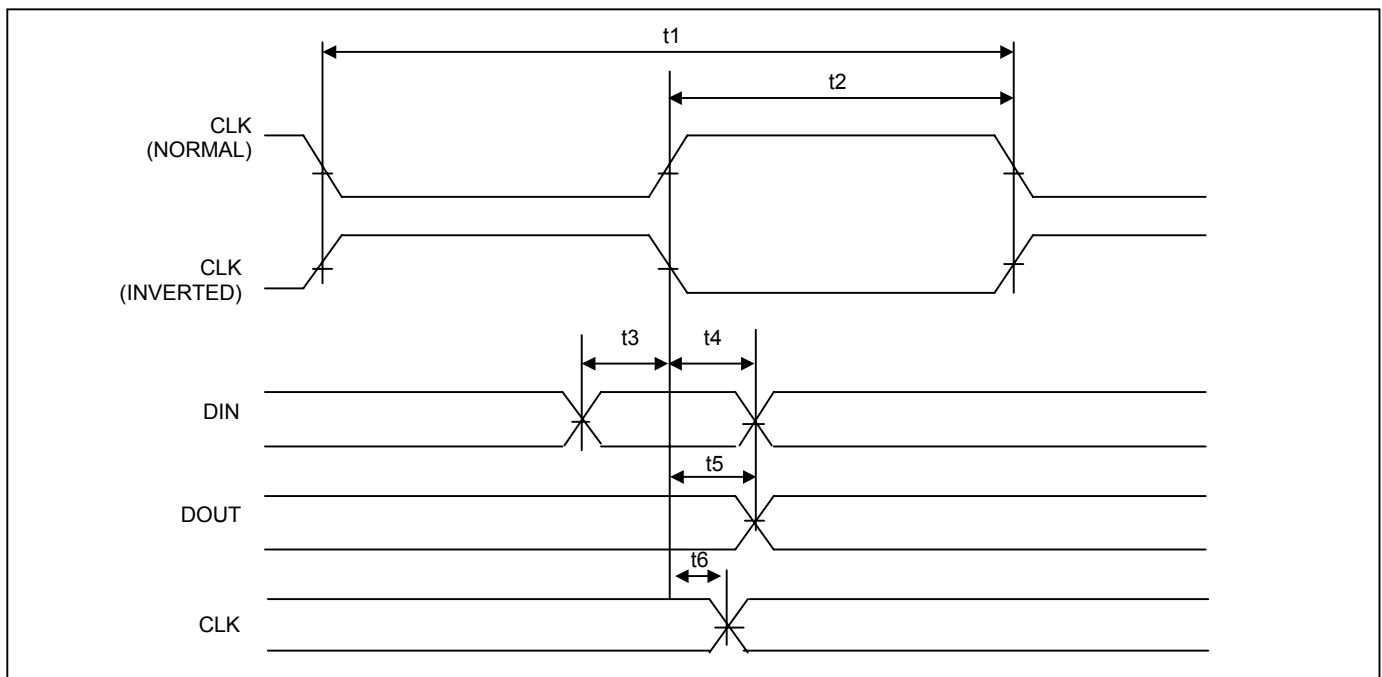 t1
t2
CLK
(NORMAL)
CLK
(INVERTED)
t3
t4
DIN
t5
DOUT
t6
CLK